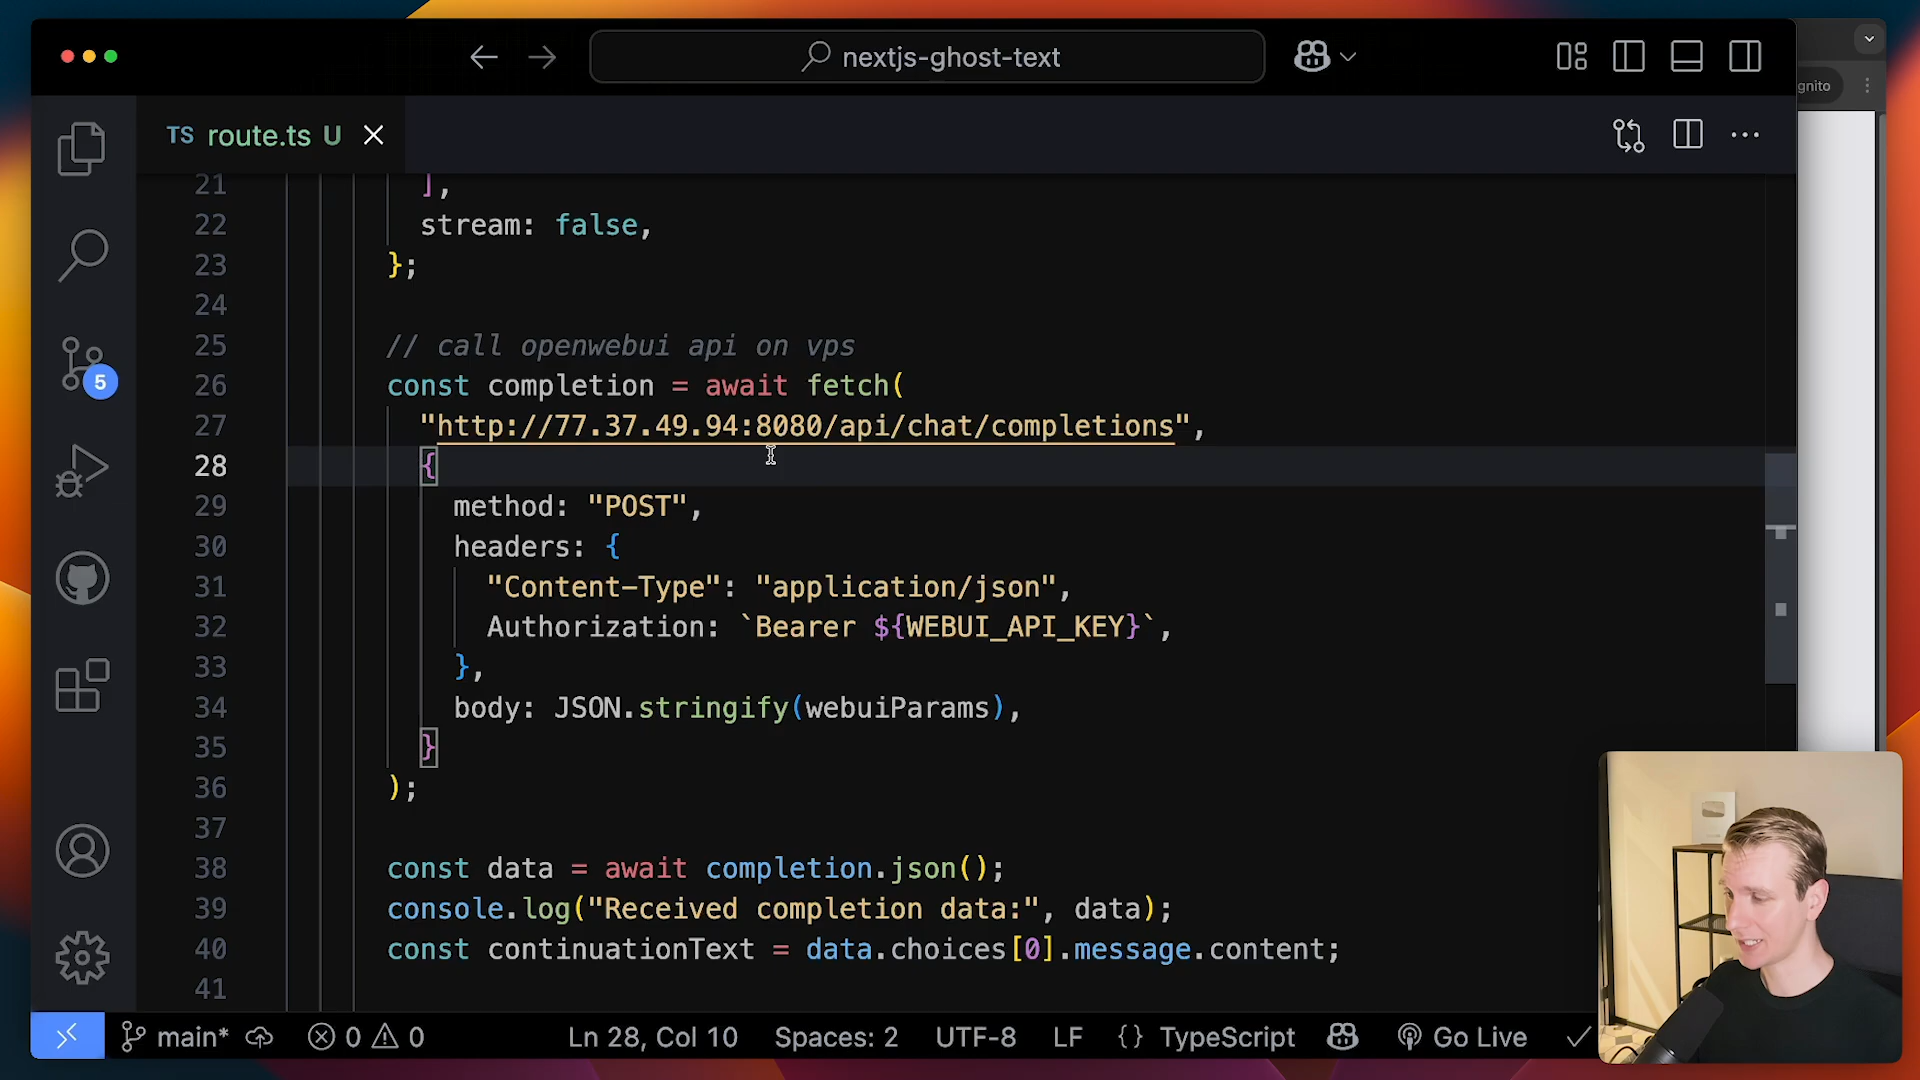 nextjs-ghost-text
gnito
TS route.ts U
21 ],
22 stream: false,
23 };
24
25 // call openwebui api on vps
26 const completion = await fetch(
27 "http://77.37.49.94:8080/api/chat/completions",
28 {
29 method: "POST",
30 headers: {
31 "Content-Type": "application/json",
32 Authorization: `Bearer ${WEBUI_API_KEY}`,
33 },
34 body: JSON.stringify(webuiParams),
35 }
36 );
37
38 const data = await completion.json();
39 console.log("Received completion data:", data);
40 const continuationText = data.choices[0].message.content;
41
5
main* 0 0 Ln 28, Col 10 Spaces: 2 UTF-8 LF {} TypeScript Go Live